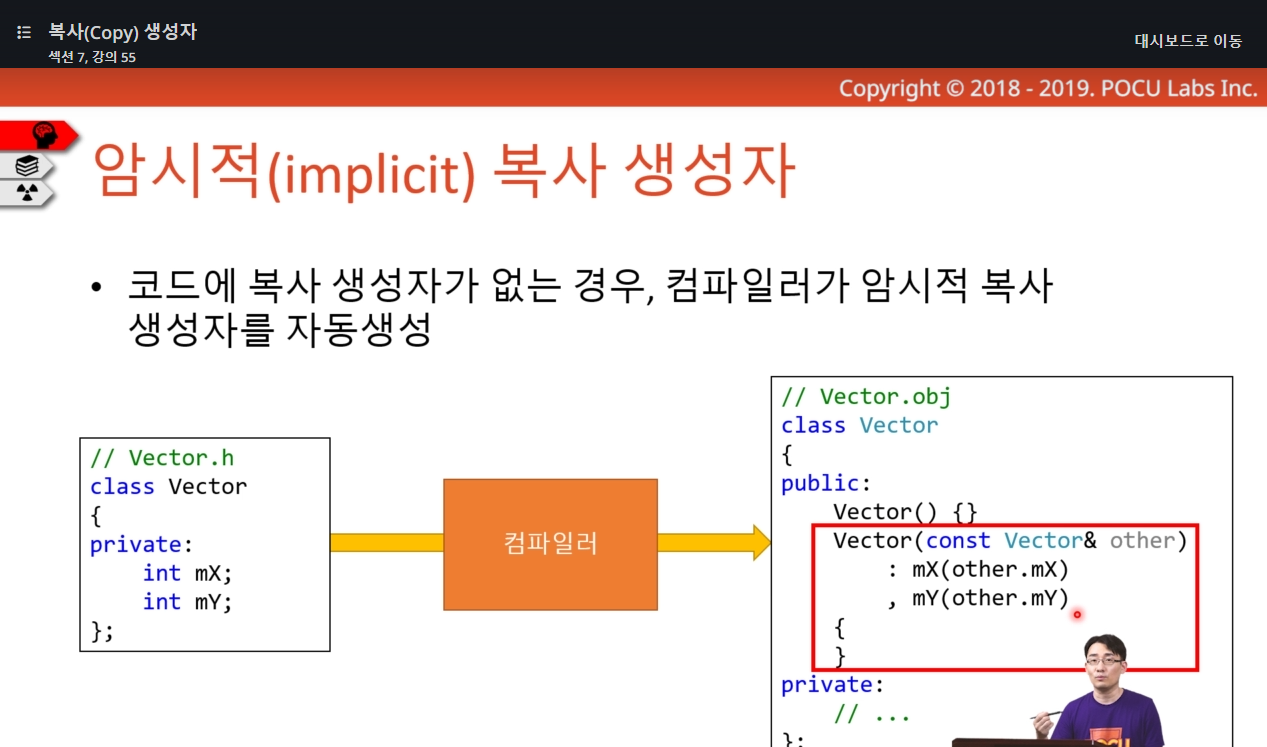 복사(Copy) 생성자
섹션 7, 강의 55
대시보드로 이동
Copyright © 2018 - 2019. POCU Labs Inc.
암시적(implicit) 복사 생성자
• 코드에 복사 생성자가 없는 경우, 컴파일러가 암시적 복사
생성자를 자동생성
// Vector.h
class Vector
{
private:
int mX;
int mY;
};
컴파일러
// Vector.obj
class Vector
{
public:
Vector() {}
Vector(const Vector& other)
: mX(other.mX)
, mY(other.mY)
{
}
private:
// ...
};
POCU